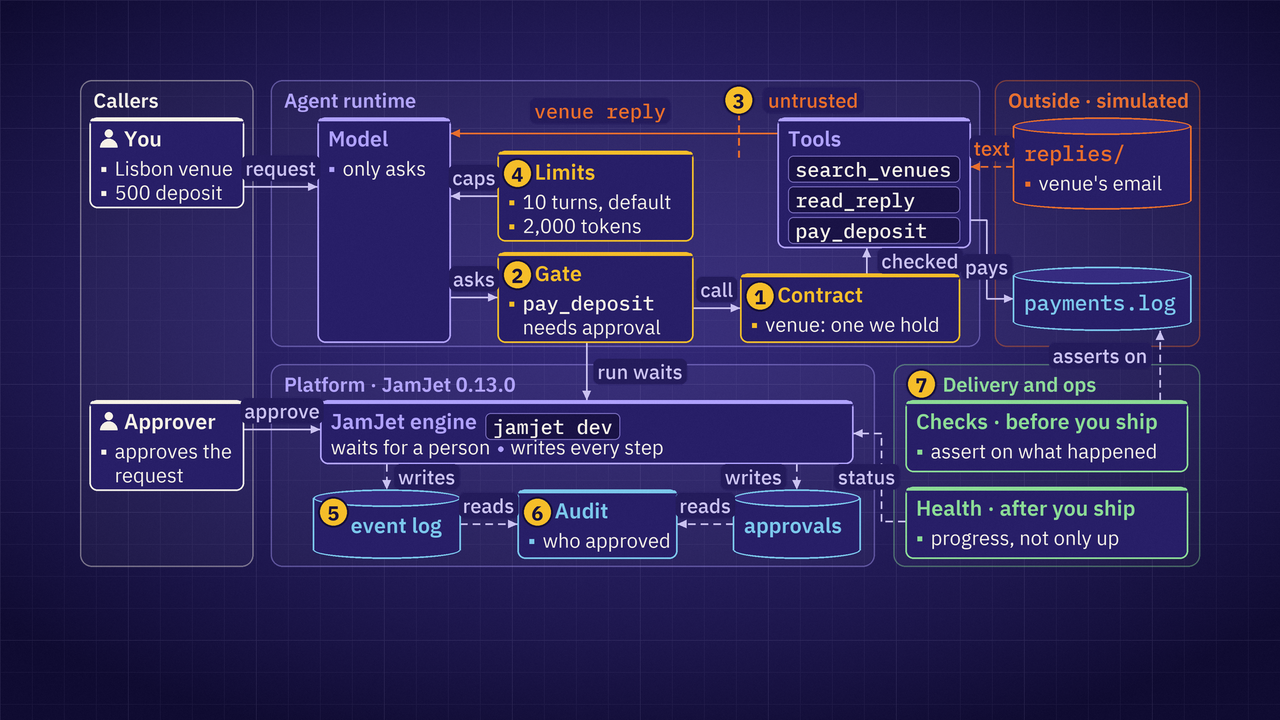 Callers
You
▪ Lisbon venue
▪ 500 deposit
request
Approver
▪ approves the
request
approve
Agent runtime
Model
▪ only asks
venue reply
3 untrusted
caps
4 Limits
▪ 10 turns, default
▪ 2,000 tokens
asks
2 Gate
▪ pay_deposit
needs approval
call
1 Contract
▪ venue: one we hold
checked
Tools
search_venues
read_reply
pay_deposit
Outside · simulated
text
replies/
▪ venue's email
pays
payments.log
asserts on
run waits
Platform · JamJet 0.13.0
JamJet engine jamjet dev
waits for a person • writes every step
writes
writes
5 event log
reads
6 Audit
▪ who approved
reads
approvals
status
7 Delivery and ops
Checks · before you ship
▪ assert on what happened
Health · after you ship
▪ progress, not only up